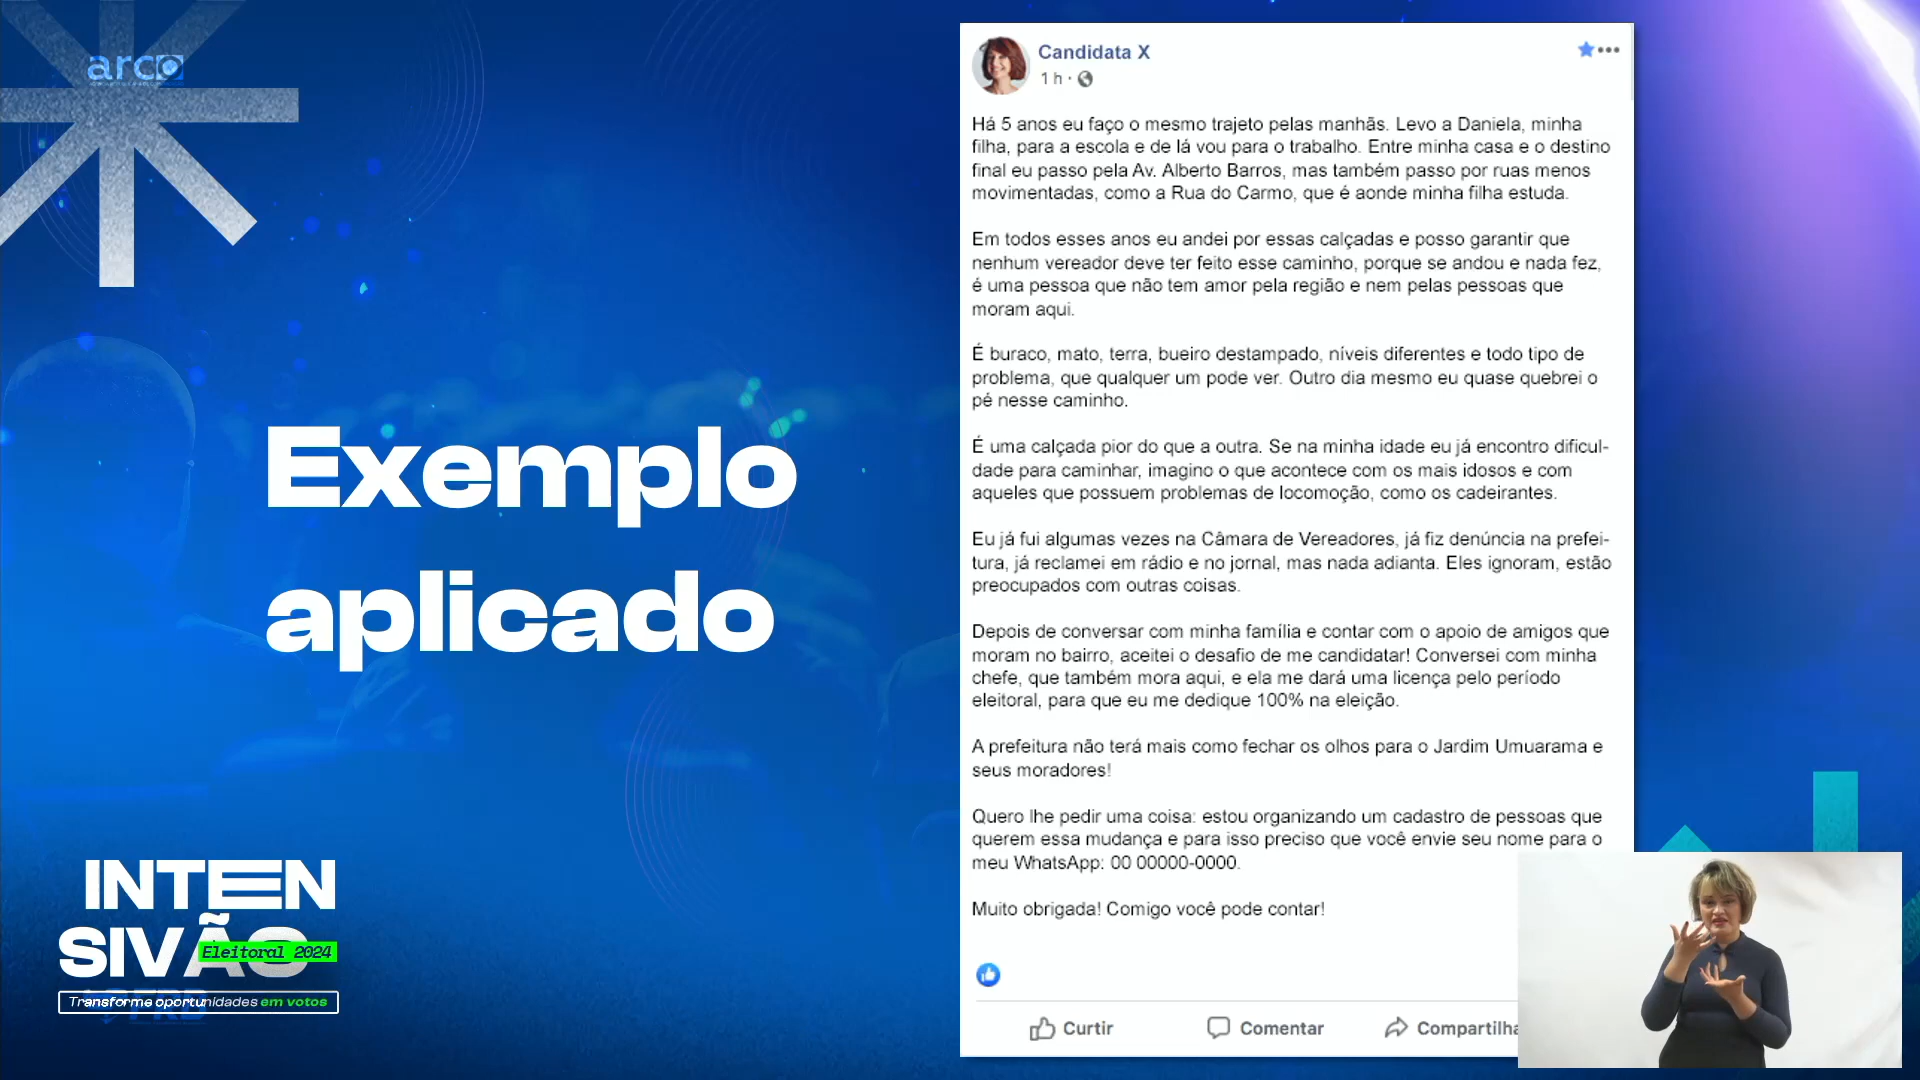 arco
Exemplo
aplicado
INTEN
SIVÃO
Eleitoral 2024
Transforme oportunidades em votos
Candidata X
1 h ·
Há 5 anos eu faço o mesmo trajeto pelas manhãs. Levo a Daniela, minha
filha, para a escola e de lá vou para o trabalho. Entre minha casa e o destino
final eu passo pela Av. Alberto Barros, mas também passo por ruas menos
movimentadas, como a Rua do Carmo, que é aonde minha filha estuda.
Em todos esses anos eu andei por essas calçadas e posso garantir que
nenhum vereador deve ter feito esse caminho, porque se andou e nada fez,
é uma pessoa que não tem amor pela região e nem pelas pessoas que
moram aqui.
É buraco, mato, terra, bueiro destampado, níveis diferentes e todo tipo de
problema, que qualquer um pode ver. Outro dia mesmo eu quase quebrei o
pé nesse caminho.
É uma calçada pior do que a outra. Se na minha idade eu já encontro dificul-
dade para caminhar, imagino o que acontece com os mais idosos e com
aqueles que possuem problemas de locomoção, como os cadeirantes.
Eu já fui algumas vezes na Câmara de Vereadores, já fiz denúncia na prefei-
tura, já reclamei em rádio e no jornal, mas nada adianta. Eles ignoram, estão
preocupados com outras coisas.
Depois de conversar com minha família e contar com o apoio de amigos que
moram no bairro, aceitei o desafio de me candidatar! Conversei com minha
chefe, que também mora aqui, e ela me dará uma licença pelo período
eleitoral, para que eu me dedique 100% na eleição.
A prefeitura não terá mais como fechar os olhos para o Jardim Umuarama e
seus moradores!
Quero lhe pedir uma coisa: estou organizando um cadastro de pessoas que
querem essa mudança e para isso preciso que você envie seu nome para o
meu WhatsApp: 00 00000-0000.
Muito obrigada! Comigo você pode contar!
Curtir
Comentar
Compartilha